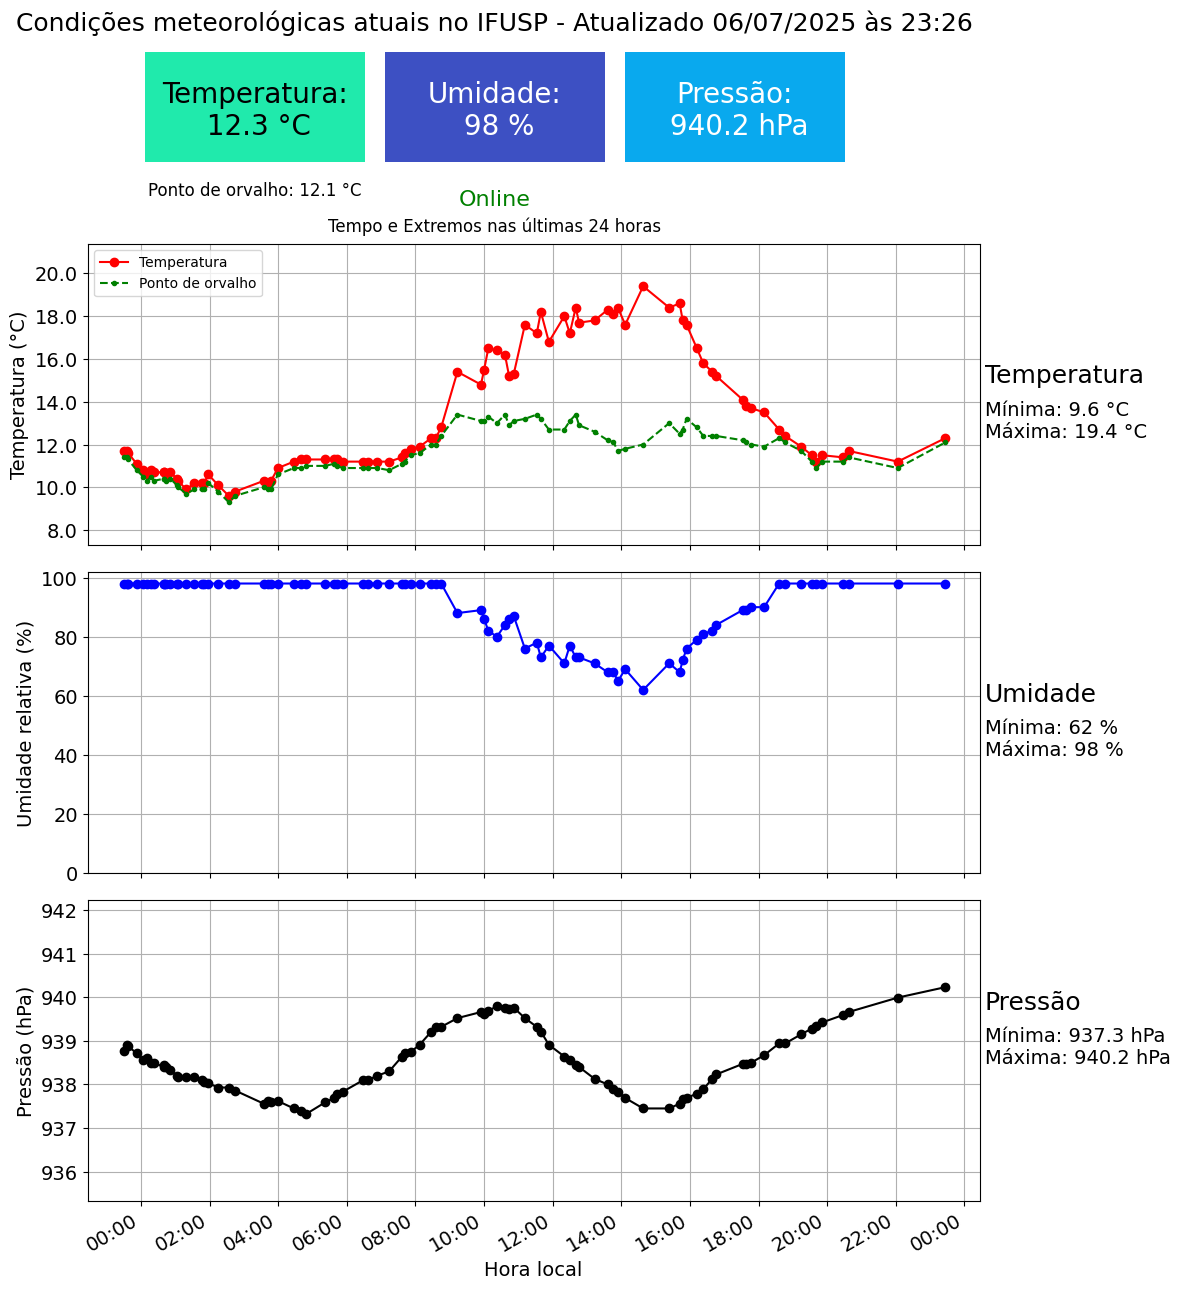 Condições meteorológicas atuais no IFUSP - Atualizado 06/07/2025 às 23:26
Temperatura:
12.3 °C
Umidade:
98 %
Pressão:
940.2 hPa
Ponto de orvalho: 12.1 °C
Online
Tempo e Extremos nas últimas 24 horas
Temperatura
Ponto de orvalho
Temperatura (°C)
20.0
18.0
16.0
14.0
12.0
10.0
8.0
Temperatura
Mínima: 9.6 °C
Máxima: 19.4 °C
Umidade relativa (%)
100
80
60
40
20
0
Umidade
Mínima: 62 %
Máxima: 98 %
Pressão (hPa)
942
941
940
939
938
937
936
Pressão
Mínima: 937.3 hPa
Máxima: 940.2 hPa
00:00 02:00 04:00 06:00 08:00 10:00 12:00 14:00 16:00 18:00 20:00 22:00 00:00
Hora local